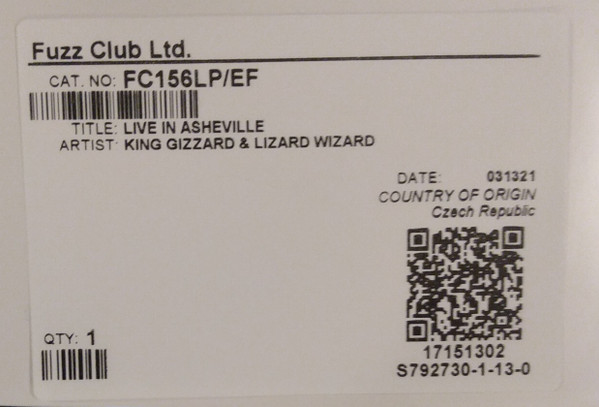 Fuzz Club Ltd.
CAT. NO: FC156LP/EF
TITLE: LIVE IN ASHEVILLE
ARTIST: KING GIZZARD & LIZARD WIZARD
DATE: 031321
COUNTRY OF ORIGIN
Czech Republic
QTY: 1
17151302
S792730-1-13-0